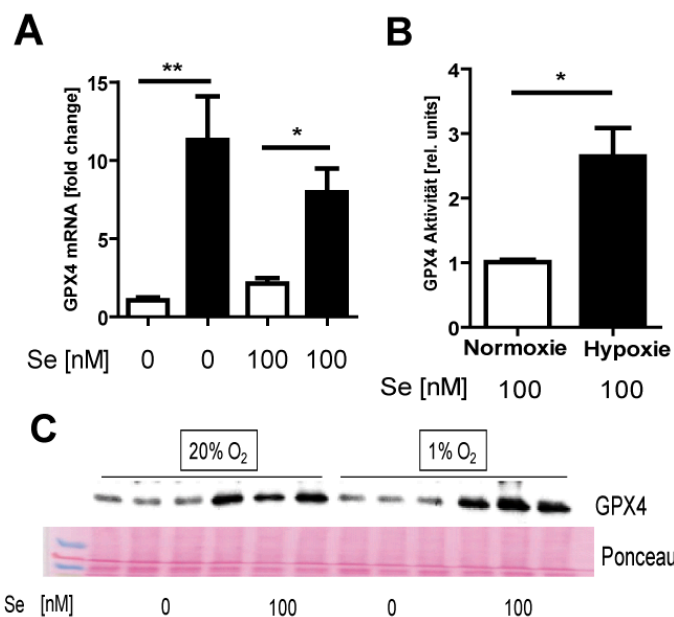 A
GPX4 mRNA [fold change]
15
10
5
0
**
*
Se [nM] 0 0 100 100
B
GPX4 Aktivität [rel. units]
4
3
2
1
0
*
Normoxie Hypoxie
Se [nM] 100 100
C
20% O₂ 1% O₂
GPX4
Ponceau
Se [nM] 0 100 0 100